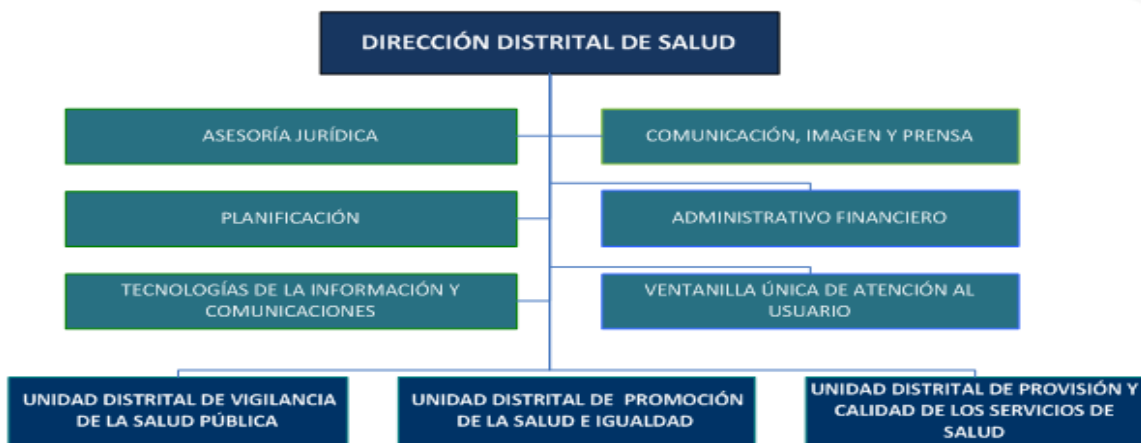 DIRECCIÓN DISTRITAL DE SALUD
ASESORÍA JURÍDICA
COMUNICACIÓN, IMAGEN Y PRENSA
PLANIFICACIÓN
ADMINISTRATIVO FINANCIERO
TECNOLOGÍAS DE LA INFORMACIÓN Y
COMUNICACIONES
VENTANILLA ÚNICA DE ATENCIÓN AL
USUARIO
UNIDAD DISTRITAL DE VIGILANCIA
DE LA SALUD PÚBLICA
UNIDAD DISTRITAL DE PROMOCIÓN
DE LA SALUD E IGUALDAD
UNIDAD DISTRITAL DE PROVISIÓN Y
CALIDAD DE LOS SERVICIOS DE
SALUD